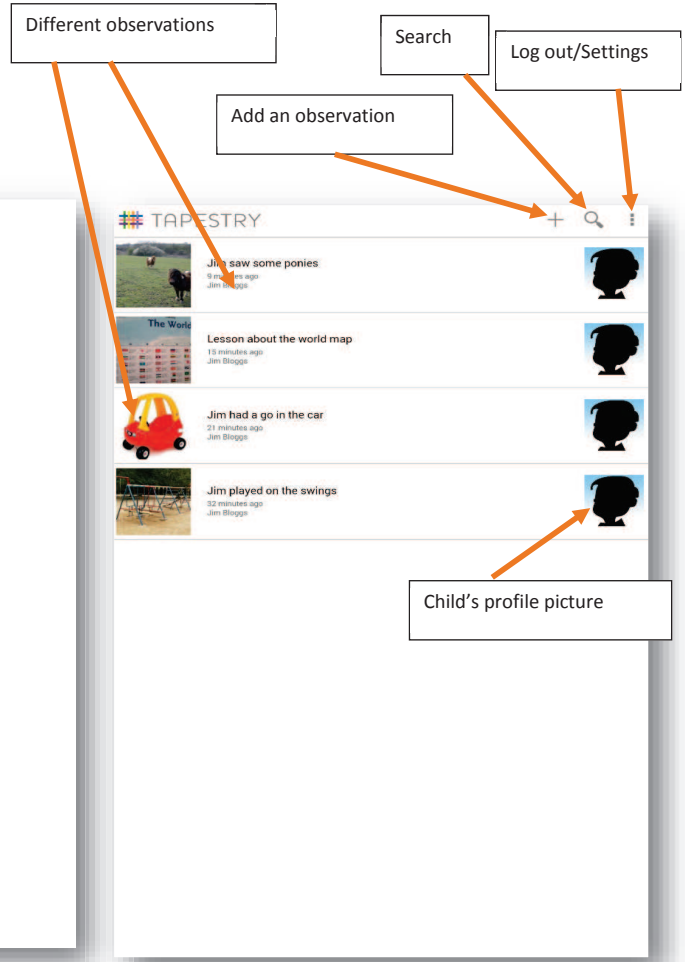 Different observations
Search
Log out/Settings
Add an observation
TAPESTRY
Jim saw some ponies
9 minutes ago
Jim Bloggs
The World
Lesson about the world map
15 minutes ago
Jim Bloggs
Jim had a go in the car
21 minutes ago
Jim Bloggs
Jim played on the swings
32 minutes ago
Jim Bloggs
Child’s profile picture